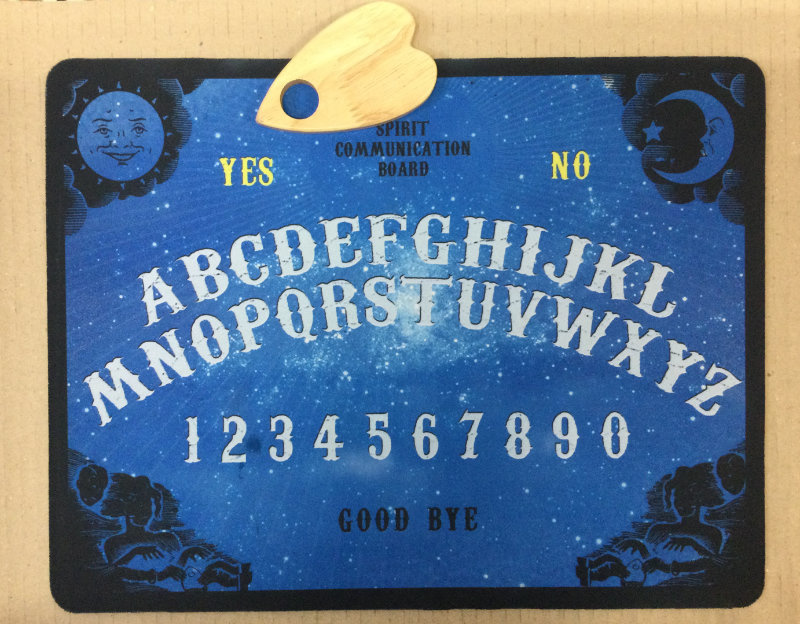 SPIRIT
COMMUNICATION
BOARD
YES NO
ABCDEFGHIJKL
MNOPQRSTUVWXYZ
1234567890
GOOD BYE